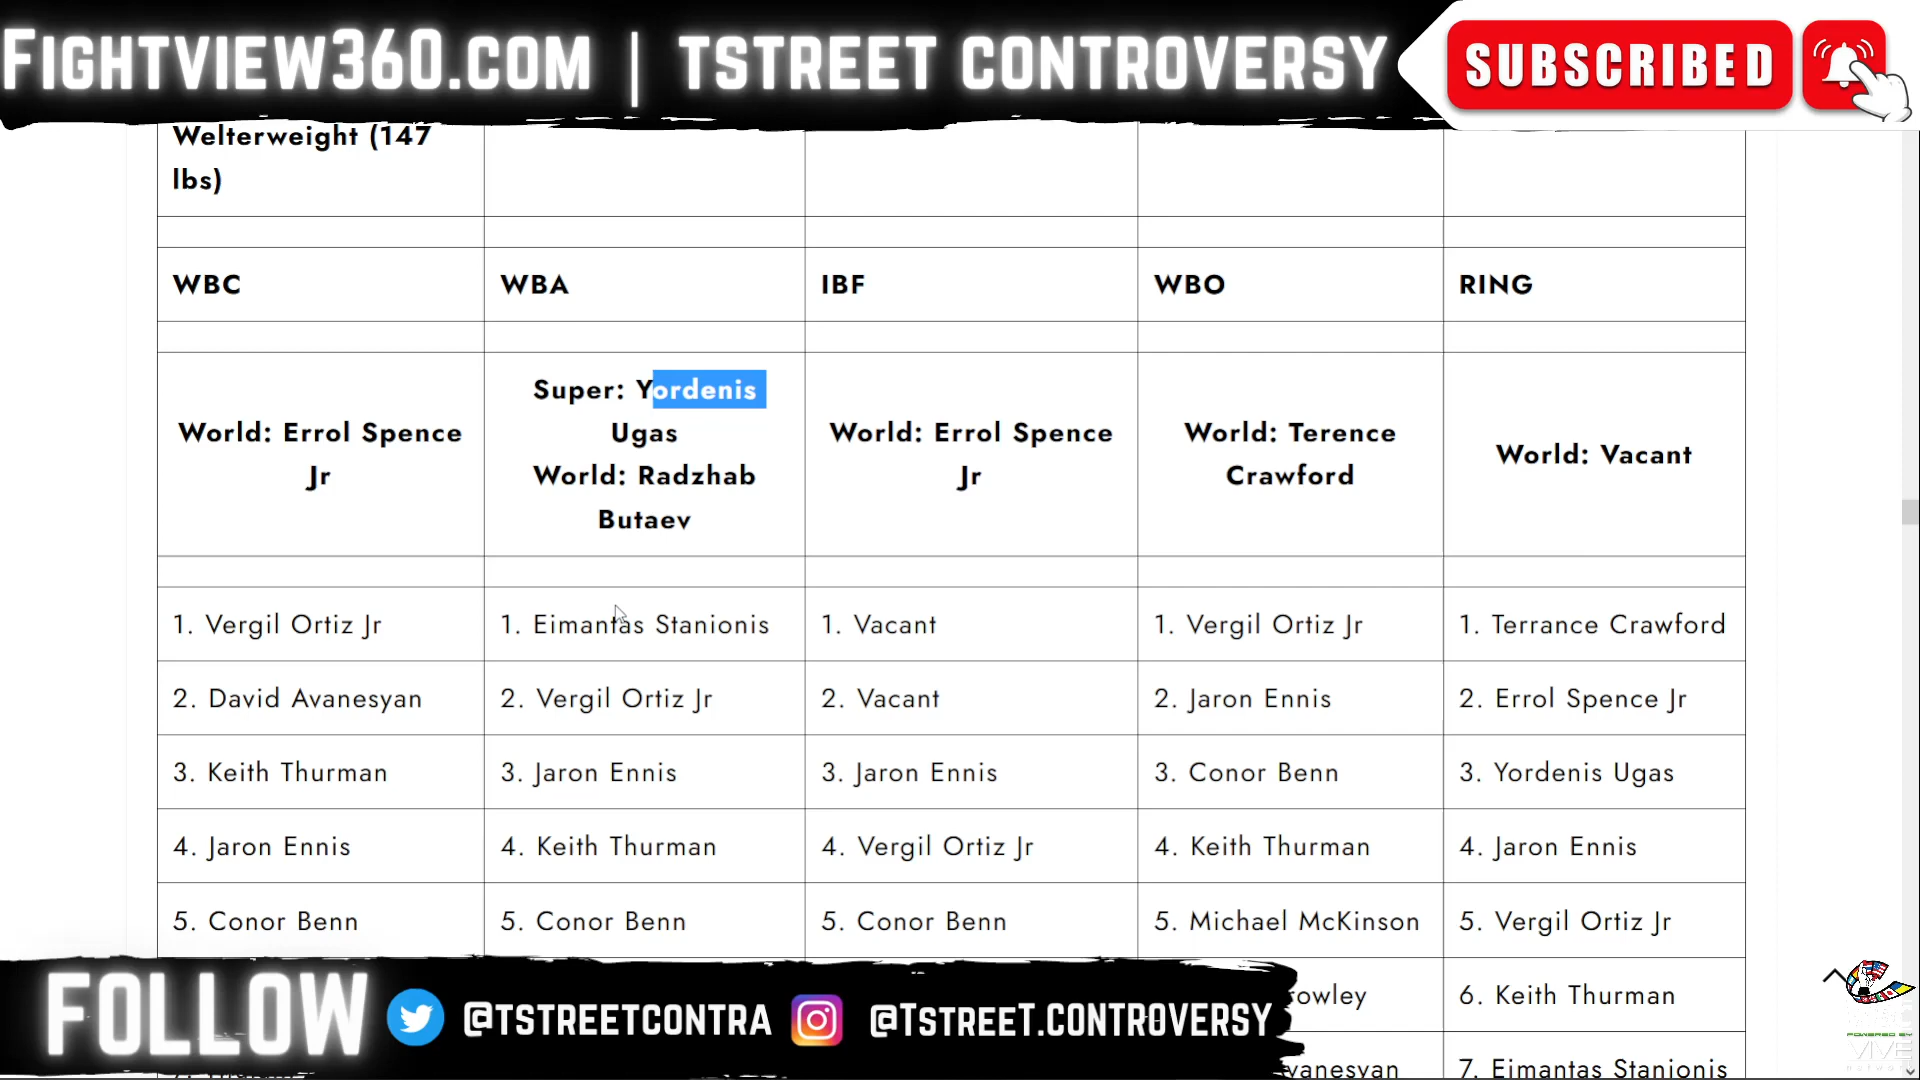 FIGHTVIEW360.COM | TSTREET CONTROVERSY
SUBSCRIBED
Welterweight (147
lbs)
WBC WBA IBF WBO RING
World: Errol Spence
Jr
Super: Yordenis
Ugas
World: Radzhab
Butaev
World: Errol Spence
Jr
World: Terence
Crawford
World: Vacant
1. Vergil Ortiz Jr 1. Eimantas Stanionis 1. Vacant 1. Vergil Ortiz Jr 1. Terrance Crawford
2. David Avanesyan 2. Vergil Ortiz Jr 2. Vacant 2. Jaron Ennis 2. Errol Spence Jr
3. Keith Thurman 3. Jaron Ennis 3. Jaron Ennis 3. Conor Benn 3. Yordenis Ugas
4. Jaron Ennis 4. Keith Thurman 4. Vergil Ortiz Jr 4. Keith Thurman 4. Jaron Ennis
5. Conor Benn 5. Conor Benn 5. Conor Benn 5. Michael McKinson 5. Vergil Ortiz Jr
rowley 6. Keith Thurman
vanesyan 7. Eimantas Stanionis
FOLLOW @TSTREETCONTRA @TSTREET.CONTROVERSY
POWERED BY
VIVE
network